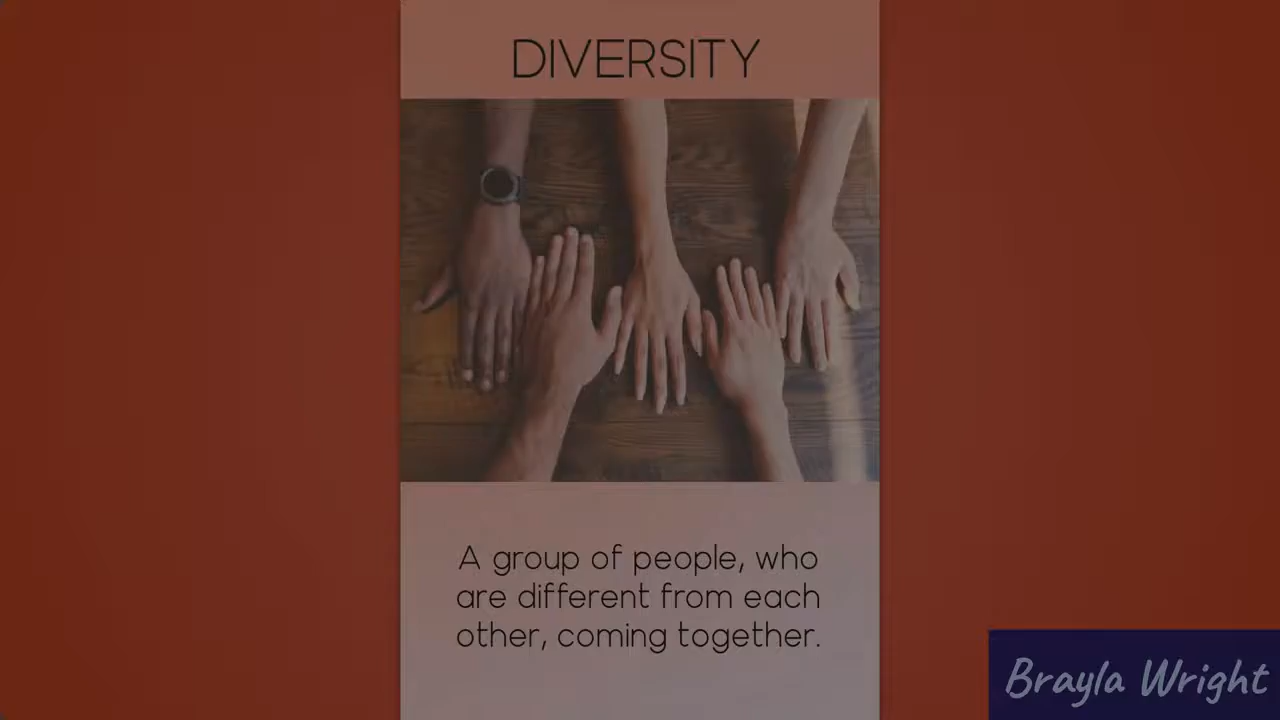 DIVERSITY
A group of people, who
are different from each
other, coming together.
Brayla Wright